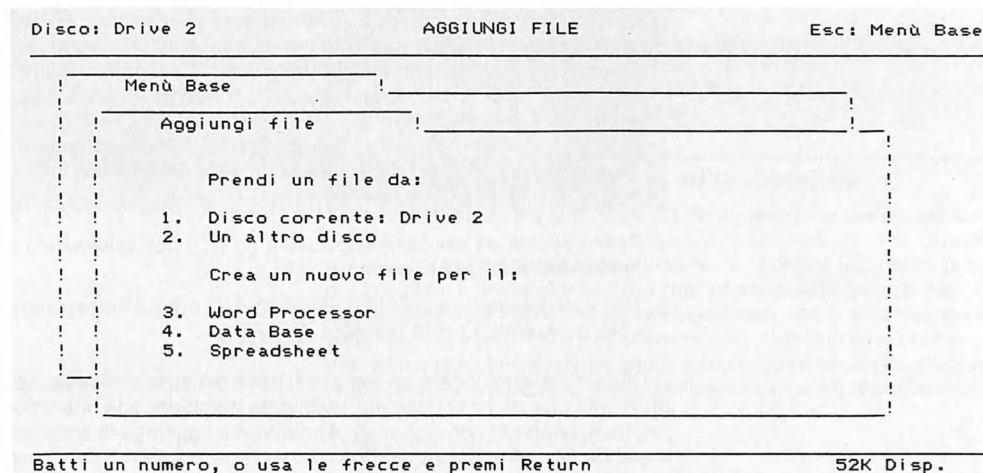 Disco: Drive 2 AGGIUNGI FILE Esc: Menù Base
Menù Base
Aggiungi file
Prendi un file da:
1. Disco corrente: Drive 2
2. Un altro disco
Crea un nuovo file per il:
3. Word Processor
4. Data Base
5. Spreadsheet
Batti un numero, o usa le frecce e premi Return 52K Disp.